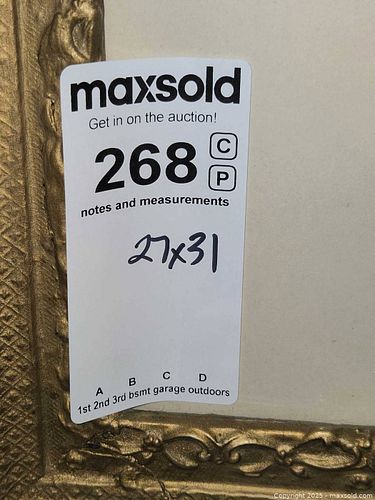 maxsold
Get in on the auction!
268 C
P
notes and measurements
27x31
A B C D
1st 2nd 3rd bsmt garage outdoors
Copyright 2025 - maxsold.com